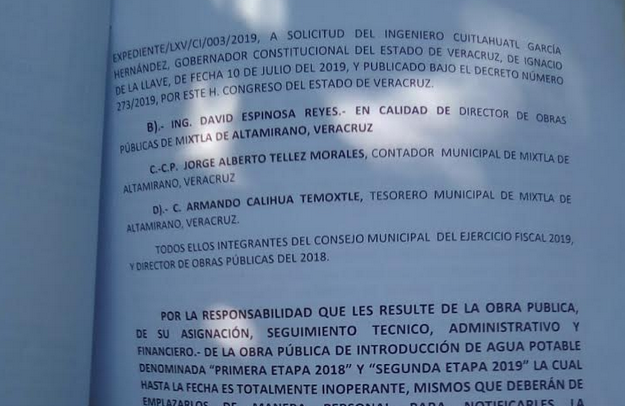 EXPEDIENTE/LXV/CI/003/2019, A SOLICITUD DEL INGENIERO CUITLAHUATL GARCÍA
HERNÁNDEZ, GOBERNADOR CONSTITUCIONAL DEL ESTADO DE VERACRUZ, DE IGNACIO
DE LA LLAVE, DE FECHA 10 DE JULIO DEL 2019, Y PUBLICADO BAJO EL DECRETO NÚMERO
273/2019, POR ESTE H. CONGRESO DEL ESTADO DE VERACRUZ.
B).- ING. DAVID ESPINOSA REYES.- EN CALIDAD DE DIRECTOR DE OBRAS
PÚBLICAS DE MIXTLA DE ALTAMIRANO, VERACRUZ
C.-C.P. JORGE ALBERTO TELLEZ MORALES, CONTADOR MUNICIPAL DE MIXTLA DE
ALTAMIRANO, VERACRUZ
D).- C. ARMANDO CALIHUA TEMOXTLE, TESORERO MUNICIPAL DE MIXTLA DE
ALTAMIRANO, VERACRUZ.
TODOS ELLOS INTEGRANTES DEL CONSEJO MUNICIPAL DEL EJERCICIO FISCAL 2019,
Y DIRECTOR DE OBRAS PÚBLICAS DEL 2018.
POR LA RESPONSABILIDAD QUE LES RESULTE DE LA OBRA PUBLICA,
DE SU ASIGNACIÓN, SEGUIMIENTO TECNICO, ADMINISTRATIVO Y
FINANCIERO.- DE LA OBRA PÚBLICA DE INTRODUCCIÓN DE AGUA POTABLE
DENOMINADA "PRIMERA ETAPA 2018" Y "SEGUNDA ETAPA 2019" LA CUAL
HASTA LA FECHA ES TOTALMENTE INOPERANTE, MISMOS QUE DEBERÁN DE
EMPLAZARLOS DE MANERA PERSONAL PARA NOTIFICARLES LA